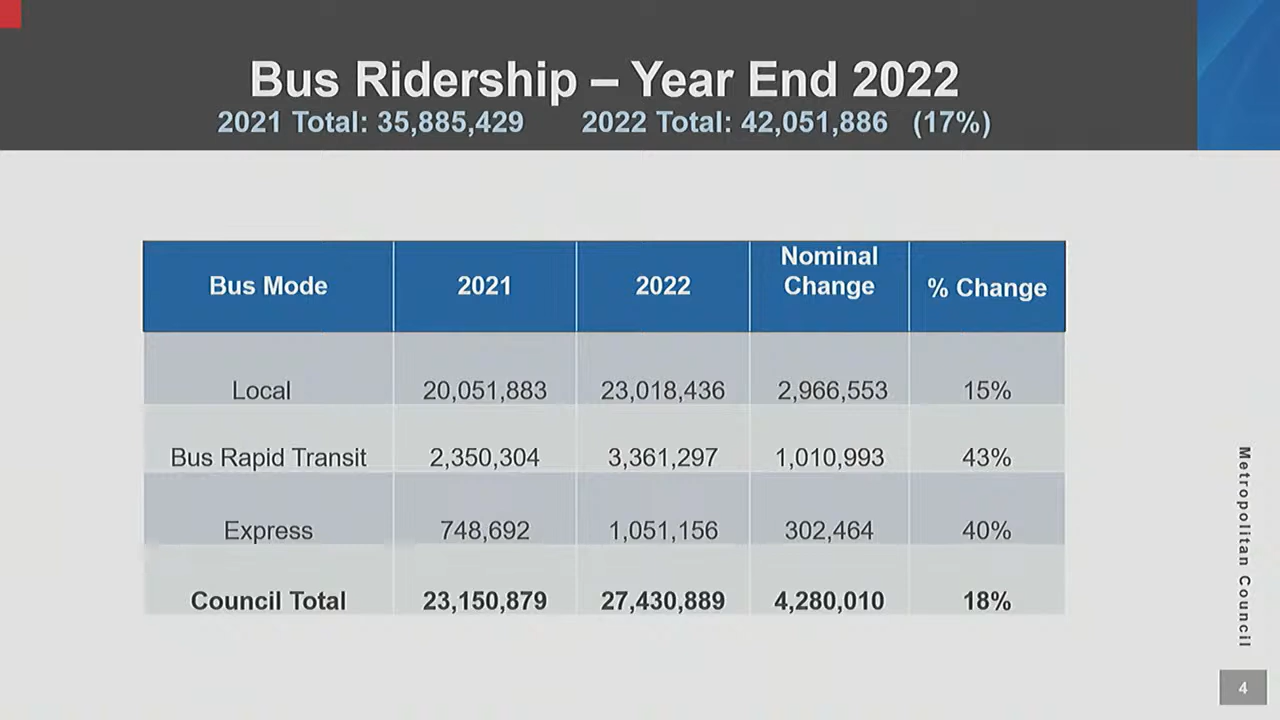 Bus Ridership – Year End 2022
2021 Total: 35,885,429 2022 Total: 42,051,886 (17%)
Bus Mode 2021 2022 Nominal Change % Change
Local 20,051,883 23,018,436 2,966,553 15%
Bus Rapid Transit 2,350,304 3,361,297 1,010,993 43%
Express 748,692 1,051,156 302,464 40%
Council Total 23,150,879 27,430,889 4,280,010 18%
Metropolitan Council
4